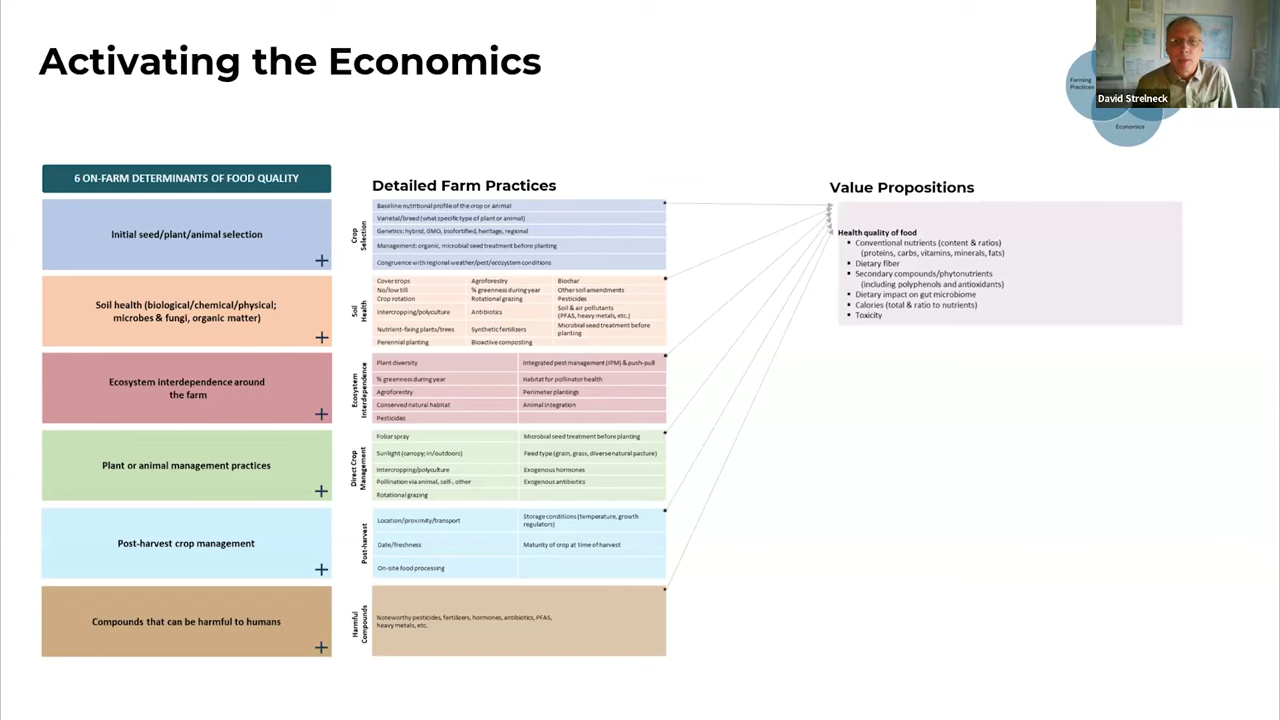 Activating the Economics
Farming
Practices
David Strelneck
Economics
6 ON-FARM DETERMINANTS OF FOOD QUALITY
Initial seed/plant/animal selection
+
Soil health (biological/chemical/physical;
microbes & fungi, organic matter)
+
Ecosystem interdependence around
the farm
+
Plant or animal management practices
+
Post-harvest crop management
+
Compounds that can be harmful to humans
+
Detailed Farm Practices
Crop
Selection
Baseline nutritional profile of the crop or animal
Varietal/breed (what specific type of plant or animal)
Genetics: hybrid, GMO, biofortified, heritage, regional
Management: organic, microbial seed treatment before planting
Congruence with regional weather/pest/ecosystem conditions
Soil
Health
Cover crops Agroforestry Biochar
No/low till % greenness during year Other soil amendments
Crop rotation Rotational grazing Pesticides
Intercropping/polyculture Antibiotics Soil & air pollutants
(PFAS, heavy metals, etc.)
Nutrient-fixing plants/trees Synthetic fertilizers Microbial seed treatment before
planting
Perennial planting Bioactive composting
Ecosystem
Interdependence
Plant diversity Integrated pest management (IPM) & push-pull
% greenness during year Habitat for pollinator health
Agroforestry Perimeter plantings
Conserved natural habitat Animal integration
Pesticides
Direct Crop
Management
Foliar spray Microbial seed treatment before planting
Sunlight (canopy; in/outdoors) Feed type (grain, grass, diverse natural pasture)
Intercropping/polyculture Exogenous hormones
Pollination via animal, self-, other Exogenous antibiotics
Rotational grazing
Post-harvest
Location/proximity/transport Storage conditions (temperature, growth
regulators)
Date/freshness Maturity of crop at time of harvest
On-site food processing
Harmful
Compounds
Noteworthy pesticides, fertilizers, hormones, antibiotics, PFAS,
heavy metals, etc.
Value Propositions
Health quality of food
▪ Conventional nutrients (content & ratios)
(proteins, carbs, vitamins, minerals, fats)
▪ Dietary fiber
▪ Secondary compounds/phytonutrients
(including polyphenols and antioxidants)
▪ Dietary impact on gut microbiome
▪ Calories (total & ratio to nutrients)
▪ Toxicity